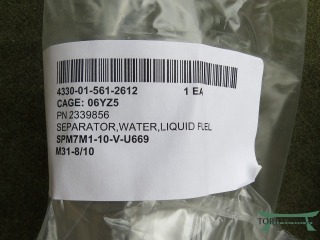 4330-01-561-2612 1 EA
CAGE: 06YZ5
PN 2339856
SEPARATOR,WATER,LIQUID FUEL
SPM7M1-10-V-U669
M31-8/10